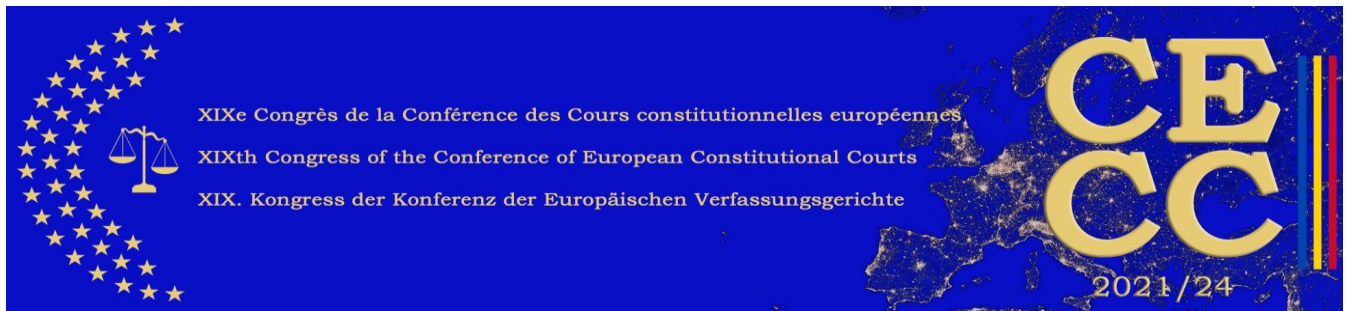 XIXe Congrès de la Conférence des Cours constitutionnelles européennes
XIXth Congress of the Conference of European Constitutional Courts
XIX. Kongress der Konferenz der Europäischen Verfassungsgerichte
CE
CC
2021/24